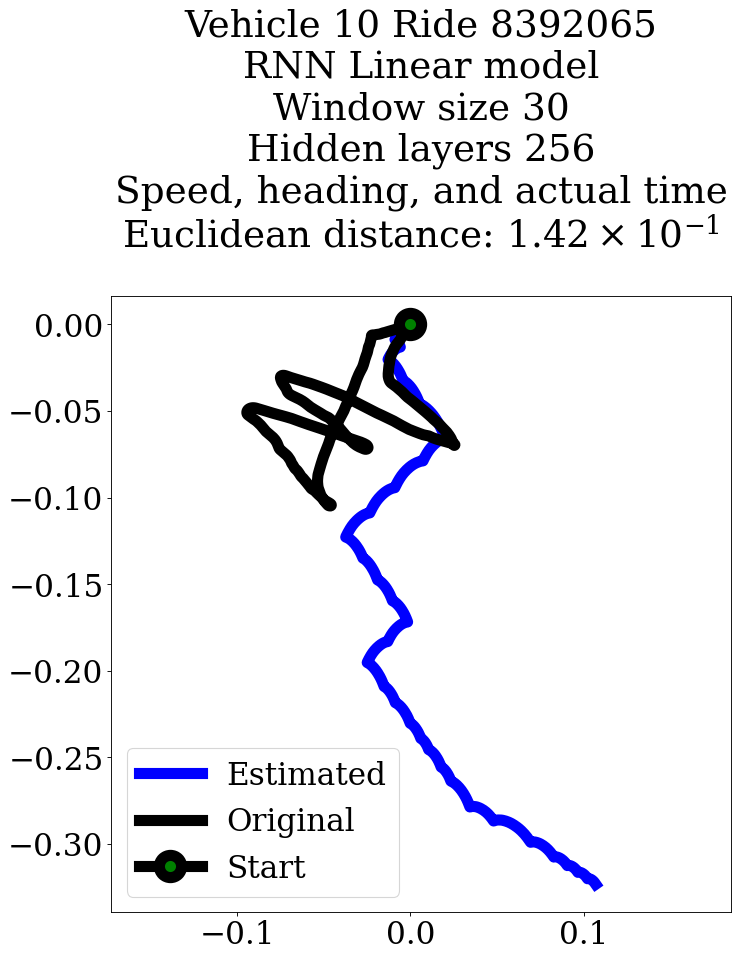 Vehicle 10 Ride 8392065
RNN Linear model
Window size 30
Hidden layers 256
Speed, heading, and actual time
Euclidean distance: 1.42 × 10⁻¹
0.00
−0.05
−0.10
−0.15
−0.20
−0.25
−0.30
Estimated
Original
Start
−0.1 0.0 0.1